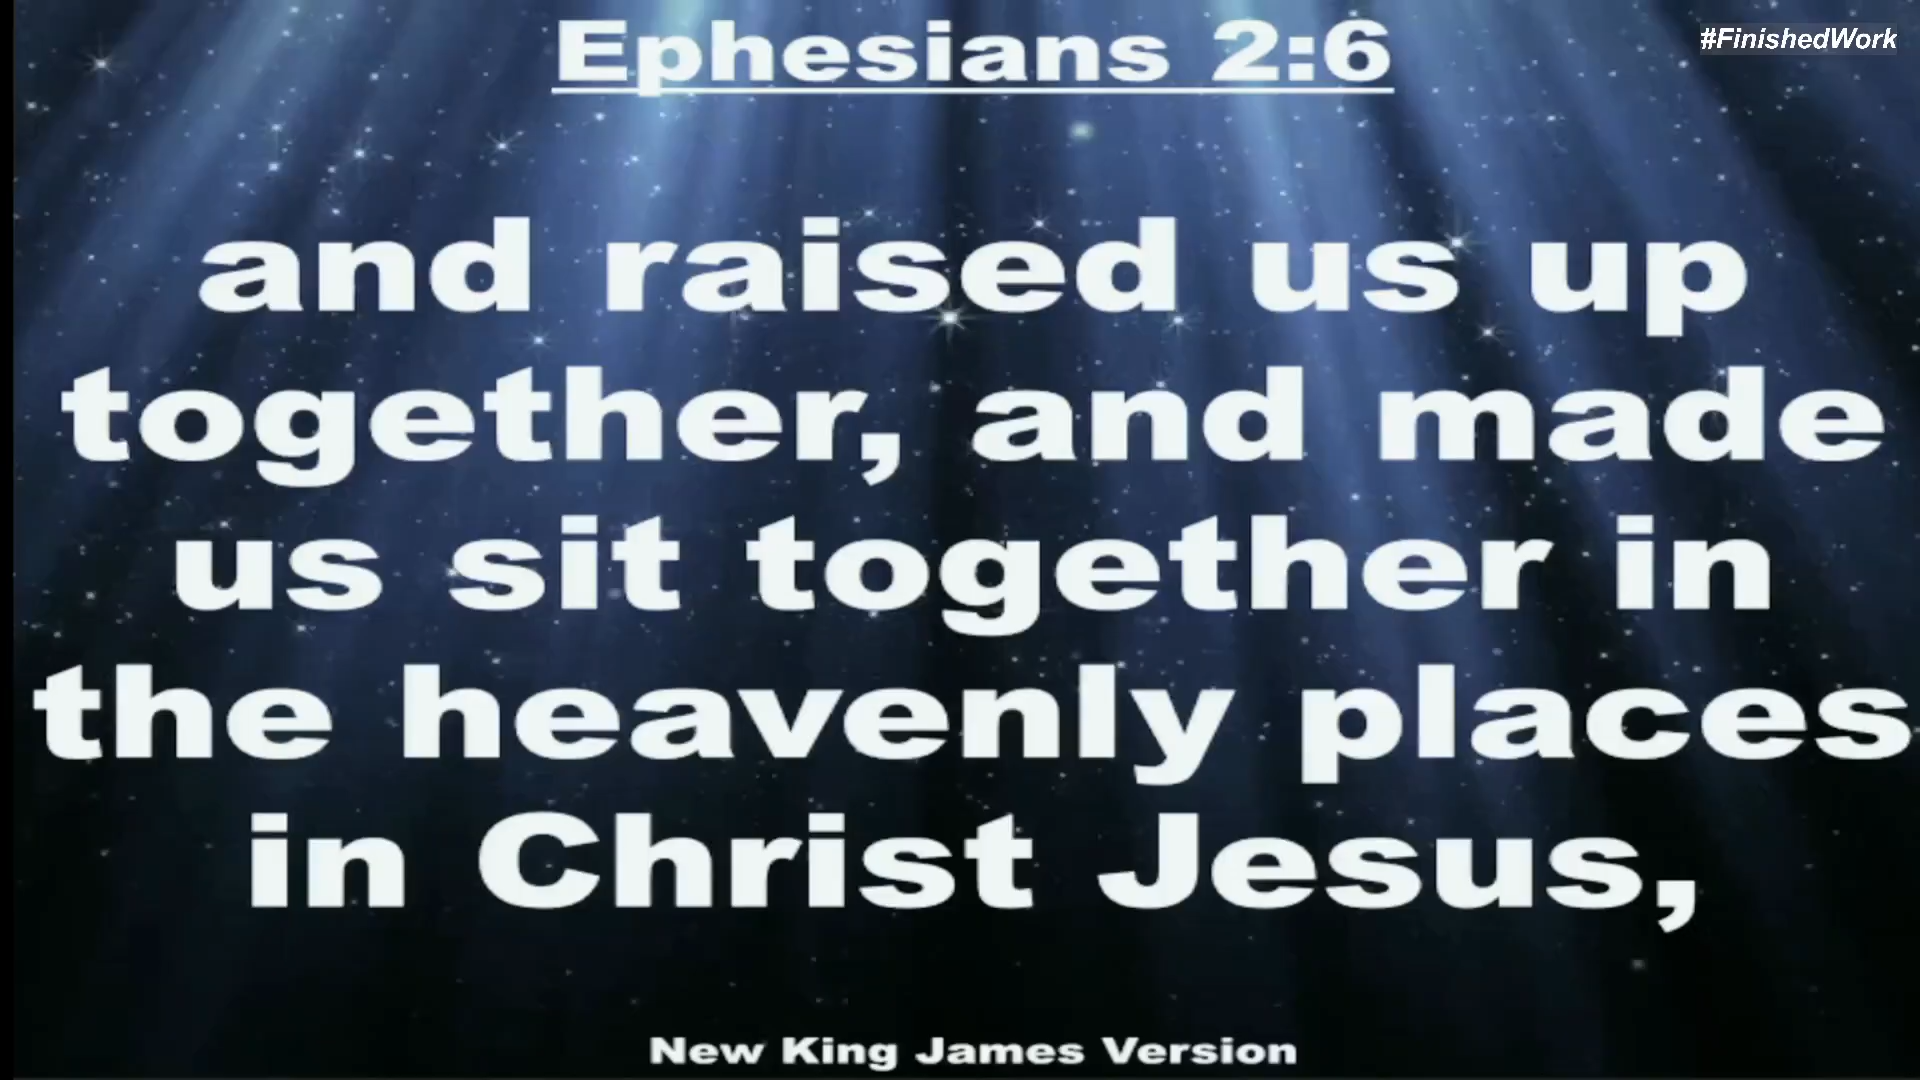 Ephesians 2:6
#FinishedWork
and raised us up
together, and made
us sit together in
the heavenly places
in Christ Jesus,
New King James Version